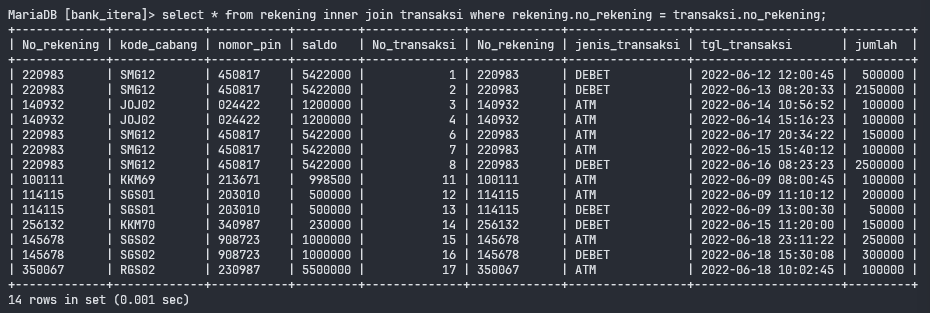 MariaDB [bank_itera]> select * from rekening inner join transaksi where rekening.no_rekening = transaksi.no_rekening;
+-------------+-------------+-----------+---------+--------------+-------------+-----------------+---------------------+---------+
| No_rekening | kode_cabang | nomor_pin | saldo   | No_transaksi | No_rekening | jenis_transaksi | tgl_transaksi       | jumlah  |
+-------------+-------------+-----------+---------+--------------+-------------+-----------------+---------------------+---------+
| 220983      | SMG12       | 450817    | 5422000 |            1 | 220983      | DEBET           | 2022-06-12 12:00:45 |  500000 |
| 220983      | SMG12       | 450817    | 5422000 |            2 | 220983      | DEBET           | 2022-06-13 08:20:33 | 2150000 |
| 140932      | JOJ02       | 024422    | 1200000 |            3 | 140932      | ATM             | 2022-06-14 10:56:52 |  100000 |
| 140932      | JOJ02       | 024422    | 1200000 |            4 | 140932      | ATM             | 2022-06-14 15:16:23 |  100000 |
| 220983      | SMG12       | 450817    | 5422000 |            6 | 220983      | ATM             | 2022-06-17 20:34:22 |  150000 |
| 220983      | SMG12       | 450817    | 5422000 |            7 | 220983      | ATM             | 2022-06-15 15:40:12 |  100000 |
| 220983      | SMG12       | 450817    | 5422000 |            8 | 220983      | DEBET           | 2022-06-16 08:23:23 | 2500000 |
| 100111      | KKM69       | 213671    |  998500 |           11 | 100111      | ATM             | 2022-06-09 08:00:45 |  100000 |
| 114115      | SGS01       | 203010    |  500000 |           12 | 114115      | ATM             | 2022-06-09 11:10:12 |  200000 |
| 114115      | SGS01       | 203010    |  500000 |           13 | 114115      | DEBET           | 2022-06-09 13:00:30 |   50000 |
| 256132      | KKM70       | 340987    |  230000 |           14 | 256132      | DEBET           | 2022-06-15 11:20:00 |  150000 |
| 145678      | SGS02       | 908723    | 1000000 |           15 | 145678      | ATM             | 2022-06-18 23:11:22 |  250000 |
| 145678      | SGS02       | 908723    | 1000000 |           16 | 145678      | DEBET           | 2022-06-18 15:30:08 |  300000 |
| 350067      | RGS02       | 230987    | 5500000 |           17 | 350067      | ATM             | 2022-06-18 10:02:45 |  100000 |
+-------------+-------------+-----------+---------+--------------+-------------+-----------------+---------------------+---------+
14 rows in set (0.001 sec)